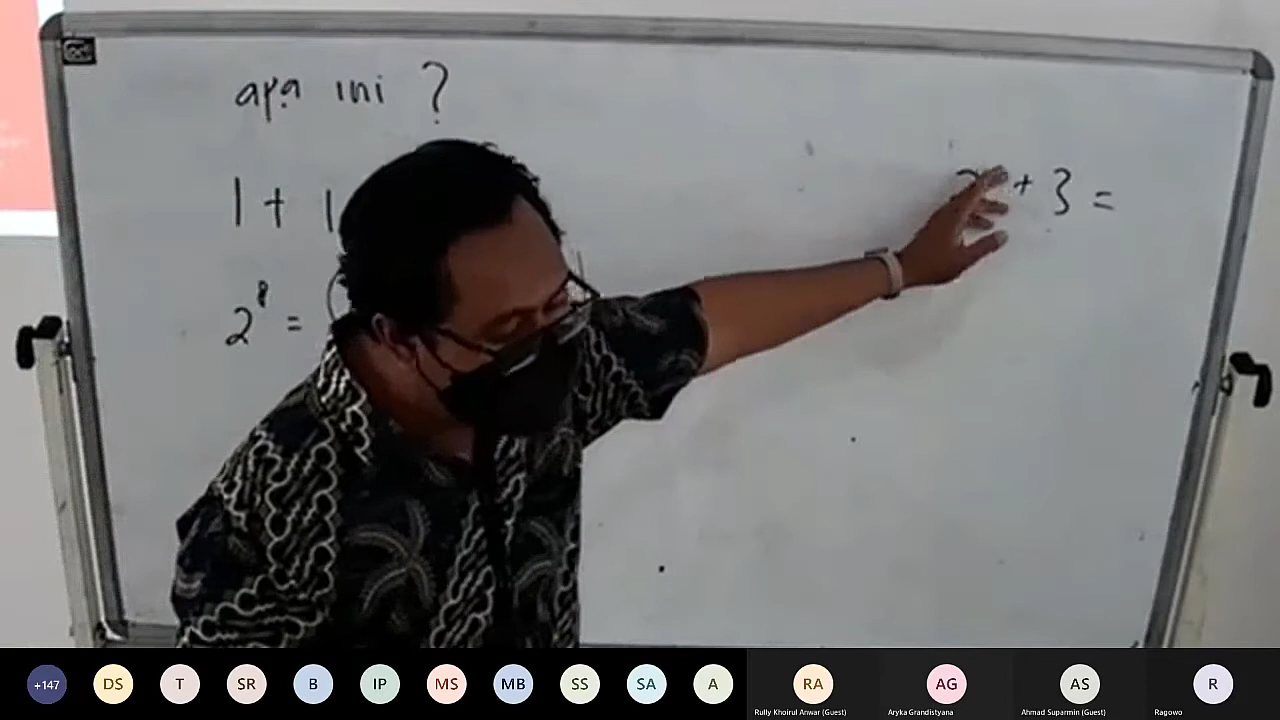 apa ini ?
1 + 1
+ 3 =
2⁸ =
+147 DS T SR B IP MS MB SS SA A RA AG AS R
Rully Khoirul Anwar (Guest) Aryka Grandistyana Ahmad Suparmin (Guest) Ragowo